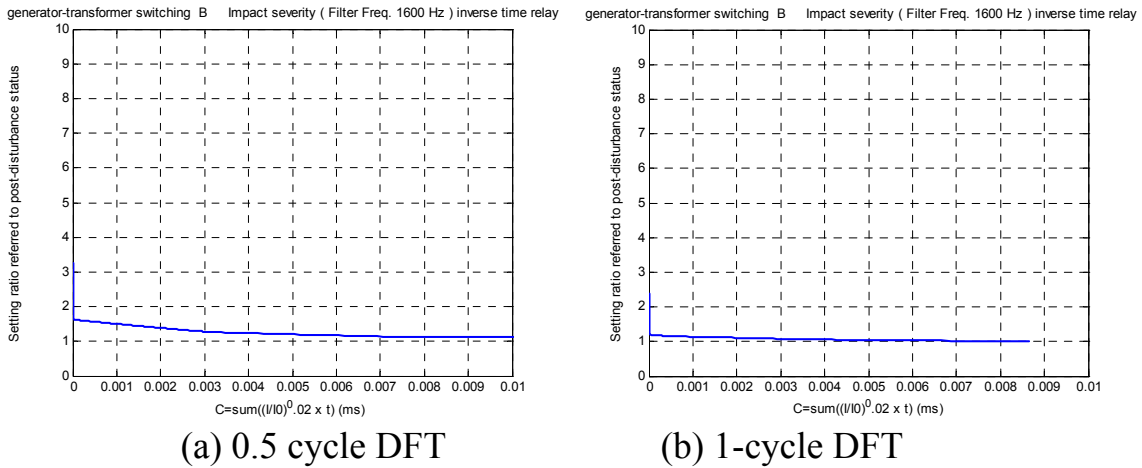 generator-transformer switching B Impact severity ( Filter Freq. 1600 Hz ) inverse time relay
10
9
8
7
6
5
4
3
2
1
0
Setting ratio referred to post-disturbance status
0 0.001 0.002 0.003 0.004 0.005 0.006 0.007 0.008 0.009 0.01
C=sum((I/I0)^0.02 x t) (ms)
(a) 0.5 cycle DFT
generator-transformer switching B Impact severity ( Filter Freq. 1600 Hz ) inverse time relay
10
9
8
7
6
5
4
3
2
1
0
Setting ratio referred to post-disturbance status
0 0.001 0.002 0.003 0.004 0.005 0.006 0.007 0.008 0.009 0.01
C=sum((I/I0)^0.02 x t) (ms)
(b) 1-cycle DFT